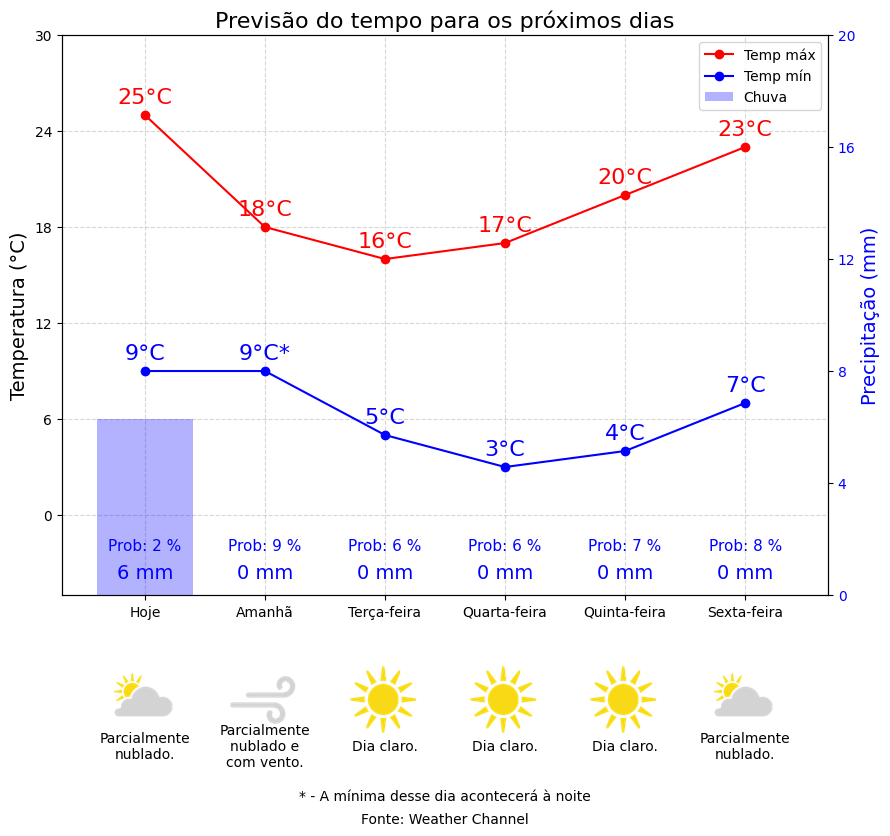 Previsão do tempo para os próximos dias
30
24
18
12
6
0
Temperatura (°C)
20
16
12
8
4
0
Precipitação (mm)
Temp máx
Temp mín
Chuva
25°C
18°C
16°C
17°C
20°C
23°C
9°C
9°C*
5°C
3°C
4°C
7°C
Prob: 2 %
Prob: 9 %
Prob: 6 %
Prob: 6 %
Prob: 7 %
Prob: 8 %
6 mm
0 mm
0 mm
0 mm
0 mm
0 mm
Hoje
Amanhã
Terça-feira
Quarta-feira
Quinta-feira
Sexta-feira
Parcialmente
nublado.
Parcialmente
nublado e
com vento.
Dia claro.
Dia claro.
Dia claro.
Parcialmente
nublado.
* - A mínima desse dia acontecerá à noite
Fonte: Weather Channel